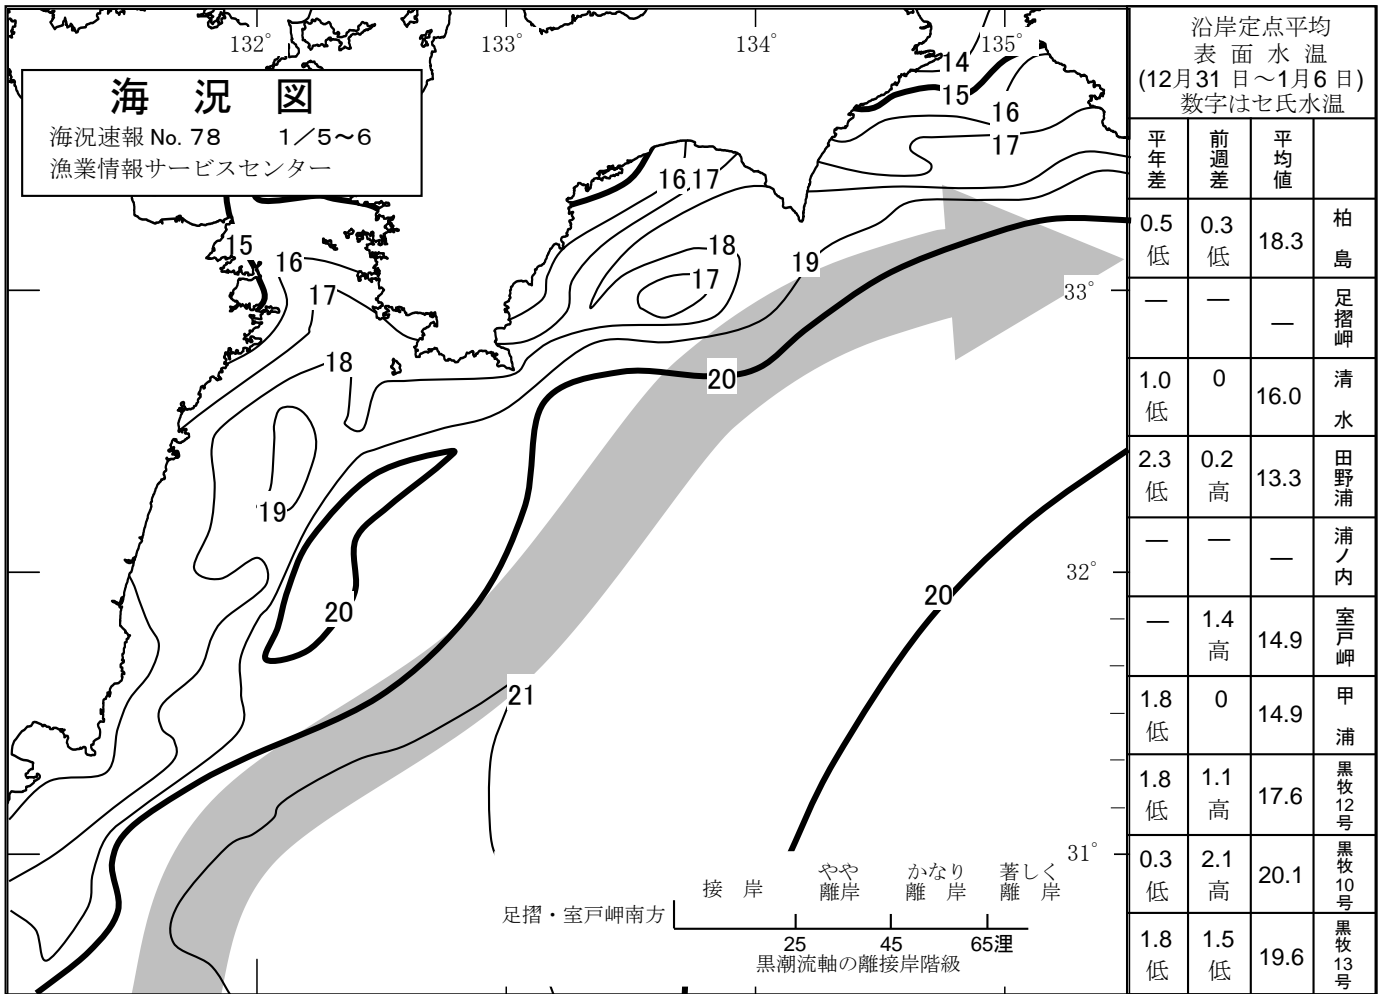 132°
133°
134°
135°
海 況 図
海況速報 No. 78　1／5～6
漁業情報サービスセンター
14
15
16
17
16
17
18
17
19
15
16
17
18
19
20
20
20
21
33°
32°
31°
接 岸
やや
離岸
かなり
離 岸
著しく
離 岸
足摺・室戸岬南方
25
45
65浬
黒潮流軸の離接岸階級
沿岸定点平均
表 面 水 温
(12月31 日～1月6 日)
数字はセ氏水温
平年差 前週差 平均値
0.5低 0.3低 18.3 柏島
— — — 足摺岬
1.0低 0 16.0 清水
2.3低 0.2高 13.3 田野浦
— — — 浦ノ内
— 1.4高 14.9 室戸岬
1.8低 0 14.9 甲浦
1.8低 1.1高 17.6 黒牧12号
0.3低 2.1高 20.1 黒牧10号
1.8低 1.5低 19.6 黒牧13号